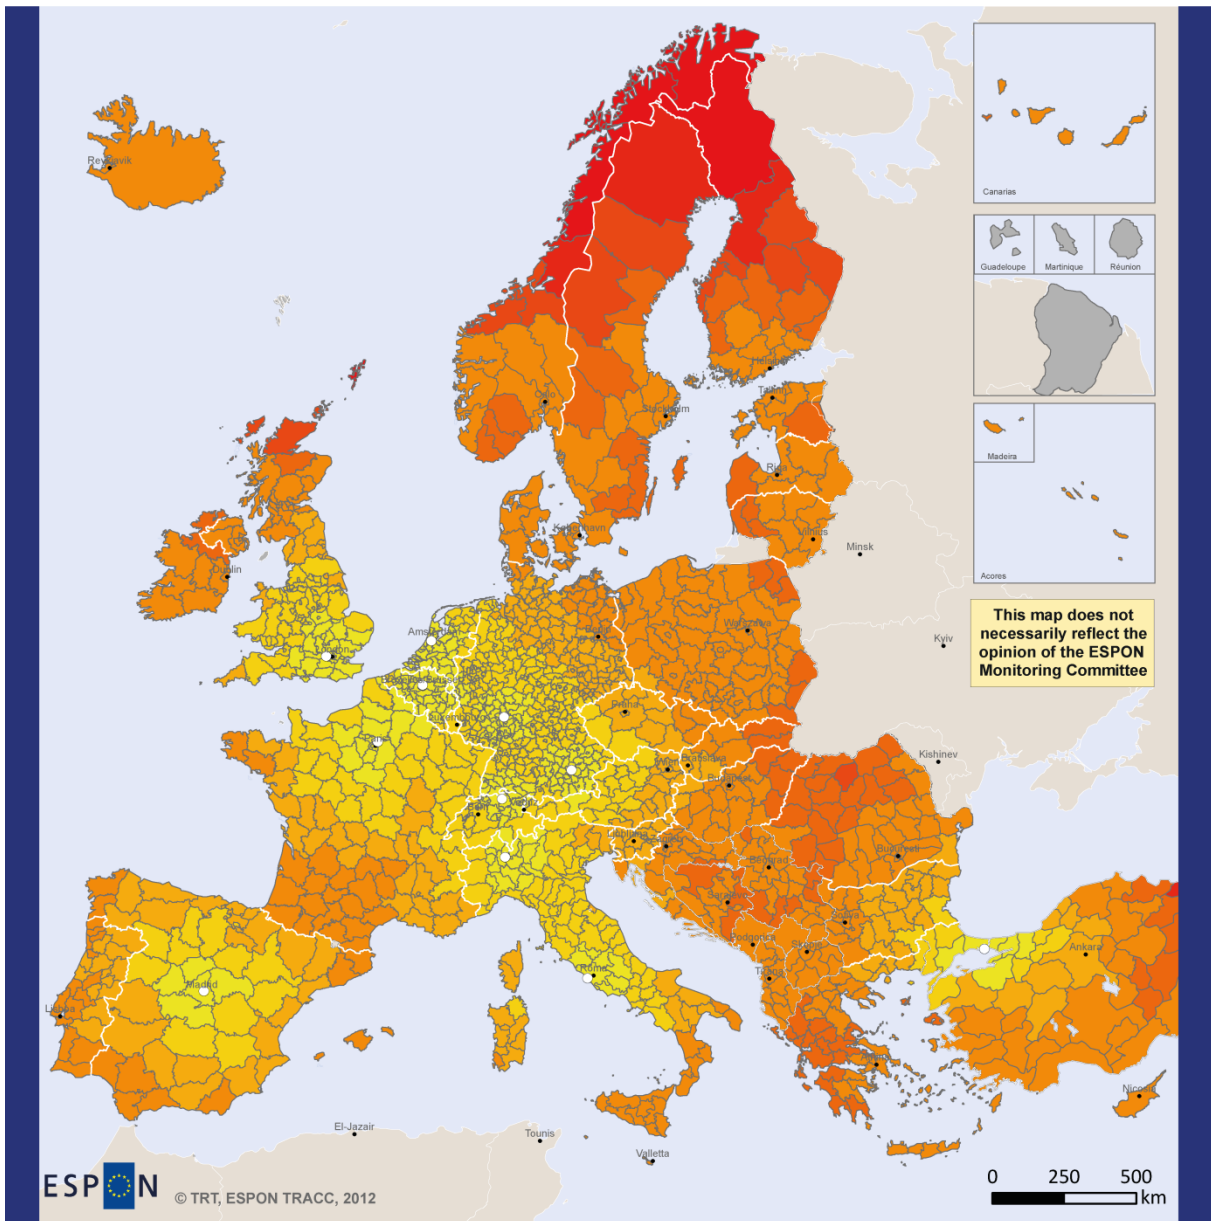 Reykjavik
Canarias
Guadeloupe
Martinique
Réunion
Helsinki
Tallinn
Oslo
Stockholm
Madeira
Riga
København
Vilnius
Minsk
Acores
Dublin
This map does not
necessarily reflect the
opinion of the ESPON
Monitoring Committee
Amsterdam
Berlin
Warszawa
Kyiv
London
Luxembourg
Praha
Paris
Kishinev
Wien
Bratislava
Budapest
Bern
Vaduz
Ljubljana
Zagreb
Bucuresti
Beograd
Sarajevo
Sofiya
Podgorica
Skopje
Ankara
Roma
Tirana
Madrid
Lisboa
Nicosia
El-Jazair
Tounis
Valletta
ESPON
© TRT, ESPON TRACC, 2012
0 250 500
km